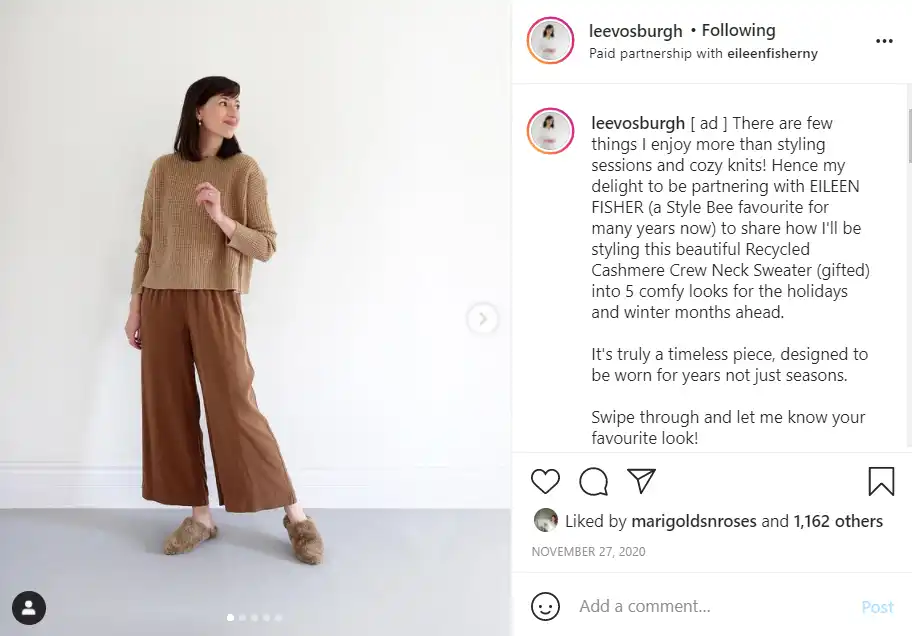 leevosburgh • Following
Paid partnership with eileenfisherny
leevosburgh [ ad ] There are few
things I enjoy more than styling
sessions and cozy knits! Hence my
delight to be partnering with EILEEN
FISHER (a Style Bee favourite for
many years now) to share how I'll be
styling this beautiful Recycled
Cashmere Crew Neck Sweater (gifted)
into 5 comfy looks for the holidays
and winter months ahead.
It's truly a timeless piece, designed to
be worn for years not just seasons.
Swipe through and let me know your
favourite look!
Liked by marigoldsnroses and 1,162 others
NOVEMBER 27, 2020
Add a comment... Post